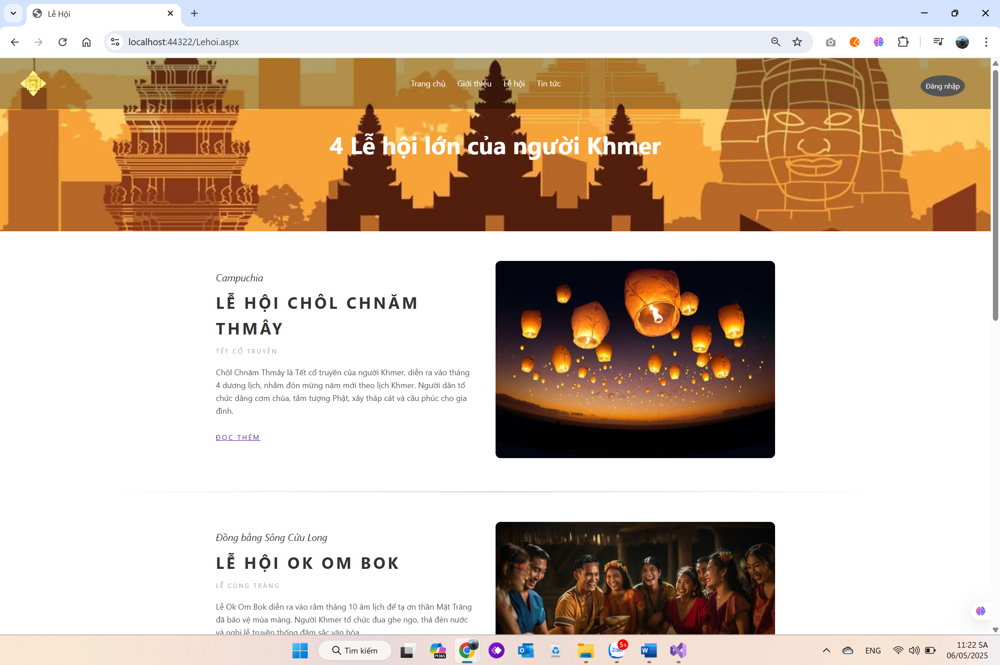 Lễ Hội
localhost:44322/Lehoi.aspx
Trang chủ Giới thiệu Lễ hội Tin tức
Đăng nhập
4 Lễ hội lớn của người Khmer
Campuchia
LỄ HỘI CHÔL CHNĂM
THMÂY
TẾT CỔ TRUYỀN
Chôl Chnăm Thmây là Tết cổ truyền của người Khmer, diễn ra vào tháng
4 dương lịch, nhằm đón mừng năm mới theo lịch Khmer. Người dân tổ
chức dâng cơm chùa, tắm tượng Phật, xây tháp cát và cầu phúc cho gia
đình.
ĐỌC THÊM
Đồng bằng Sông Cửu Long
LỄ HỘI OK OM BOK
LỄ CÚNG TRĂNG
Lễ Ok Om Bok diễn ra vào rằm tháng 10 âm lịch để tạ ơn thần Mặt Trăng
đã bảo vệ mùa màng. Người Khmer tổ chức đua ghe ngo, thả đèn nước
và nghi lễ truyền thống đậm sắc văn hóa.
Tìm kiếm
M365
Zalo
5+
ENG
11:22 SA
06/05/2025